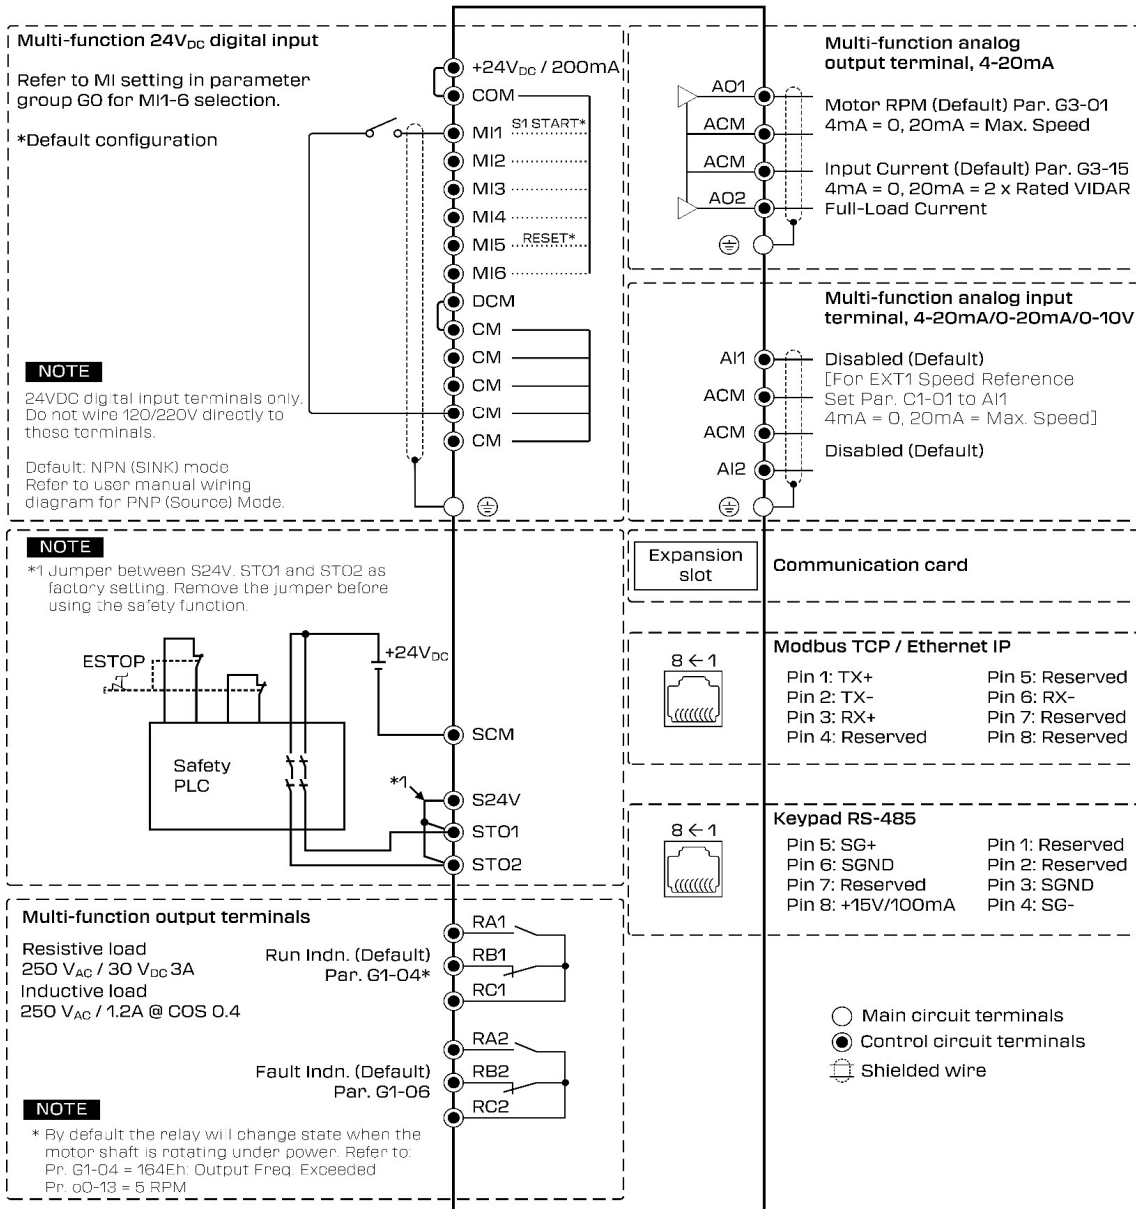 Multi-function 24VDC digital input
Refer to MI setting in parameter
group G0 for MI1-6 selection.
*Default configuration
+24VDC / 200mA
COM
MI1
S1 START*
MI2
MI3
MI4
MI5
RESET*
MI6
DCM
CM
CM
CM
CM
CM
NOTE
24VDC digital input terminals only.
Do not wire 120/220V directly to
these terminals.
Default: NPN (SINK) mode
Refer to user manual wiring
diagram for PNP (Source) Mode.
NOTE
*1 Jumper between S24V. STO1 and STO2 as
factory setting. Remove the jumper before
using the safety function.
ESTOP
+24VDC
Safety
PLC
SCM
*1
S24V
STO1
STO2
Multi-function output terminals
Resistive load
250 VAC / 30 VDC 3A
Inductive load
250 VAC / 1.2A @ COS 0.4
Run Indn. (Default)
Par. G1-04*
RA1
RB1
RC1
Fault Indn. (Default)
Par. G1-06
RA2
RB2
RC2
NOTE
* By default the relay will change state when the
motor shaft is rotating under power. Refer to:
Pr. G1-04 = 164Eh: Output Freq. Exceeded
Pr. o0-13 = 5 RPM
Multi-function analog
output terminal, 4-20mA
AO1
ACM
ACM
AO2
Motor RPM (Default) Par. G3-01
4mA = 0, 20mA = Max. Speed
Input Current (Default) Par. G3-15
4mA = 0, 20mA = 2 x Rated VIDAR
Full-Load Current
Multi-function analog input
terminal, 4-20mA/0-20mA/0-10V
AI1
ACM
ACM
AI2
Disabled (Default)
[For EXT1 Speed Reference
Set Par. C1-01 to AI1
4mA = 0, 20mA = Max. Speed]
Disabled (Default)
Expansion
slot
Communication card
Modbus TCP / Ethernet IP
8 ← 1
Pin 1: TX+
Pin 2: TX-
Pin 3: RX+
Pin 4: Reserved
Pin 5: Reserved
Pin 6: RX-
Pin 7: Reserved
Pin 8: Reserved
Keypad RS-485
8 ← 1
Pin 5: SG+
Pin 6: SGND
Pin 7: Reserved
Pin 8: +15V/100mA
Pin 1: Reserved
Pin 2: Reserved
Pin 3: SGND
Pin 4: SG-
Main circuit terminals
Control circuit terminals
Shielded wire